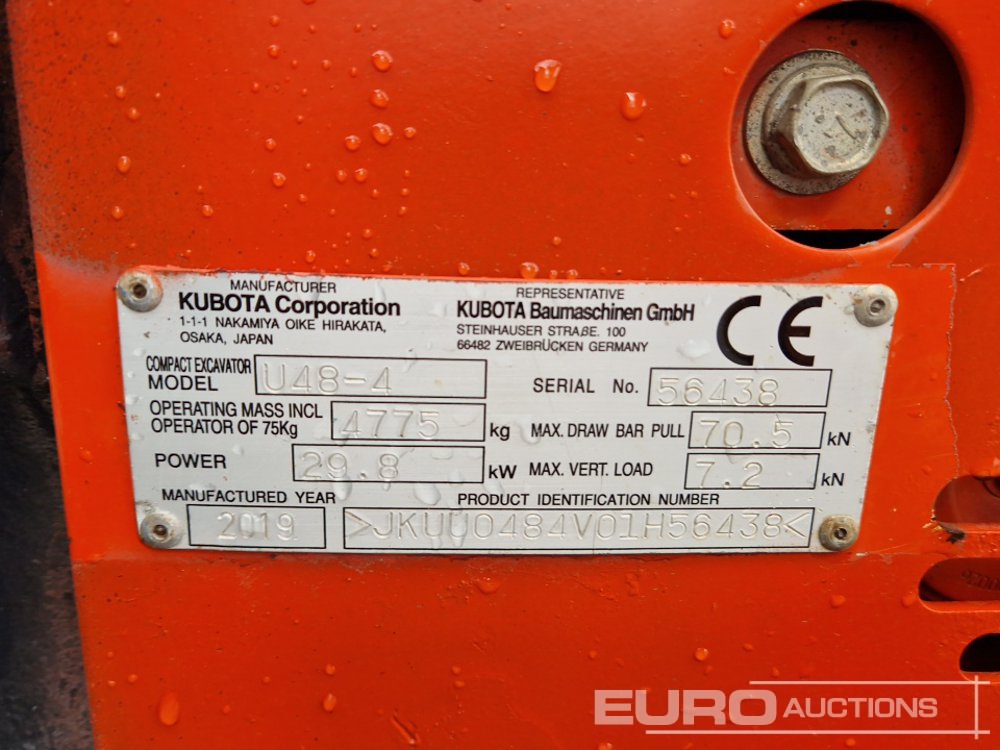 MANUFACTURER
KUBOTA Corporation
1-1-1 NAKAMIYA OIKE HIRAKATA,
OSAKA, JAPAN
REPRESENTATIVE
KUBOTA Baumaschinen GmbH
STEINHAUSER STRAßE. 100
66482 ZWEIBRÜCKEN GERMANY
CE
COMPACT EXCAVATOR
MODEL U48-4
SERIAL No. 56438
OPERATING MASS INCL
OPERATOR OF 75Kg 4775 kg
MAX. DRAW BAR PULL 70.5 kN
POWER 29.8 kW
MAX. VERT. LOAD 7.2 kN
MANUFACTURED YEAR
2019
PRODUCT IDENTIFICATION NUMBER
>JKUU0484V01H56438<
EURO AUCTIONS